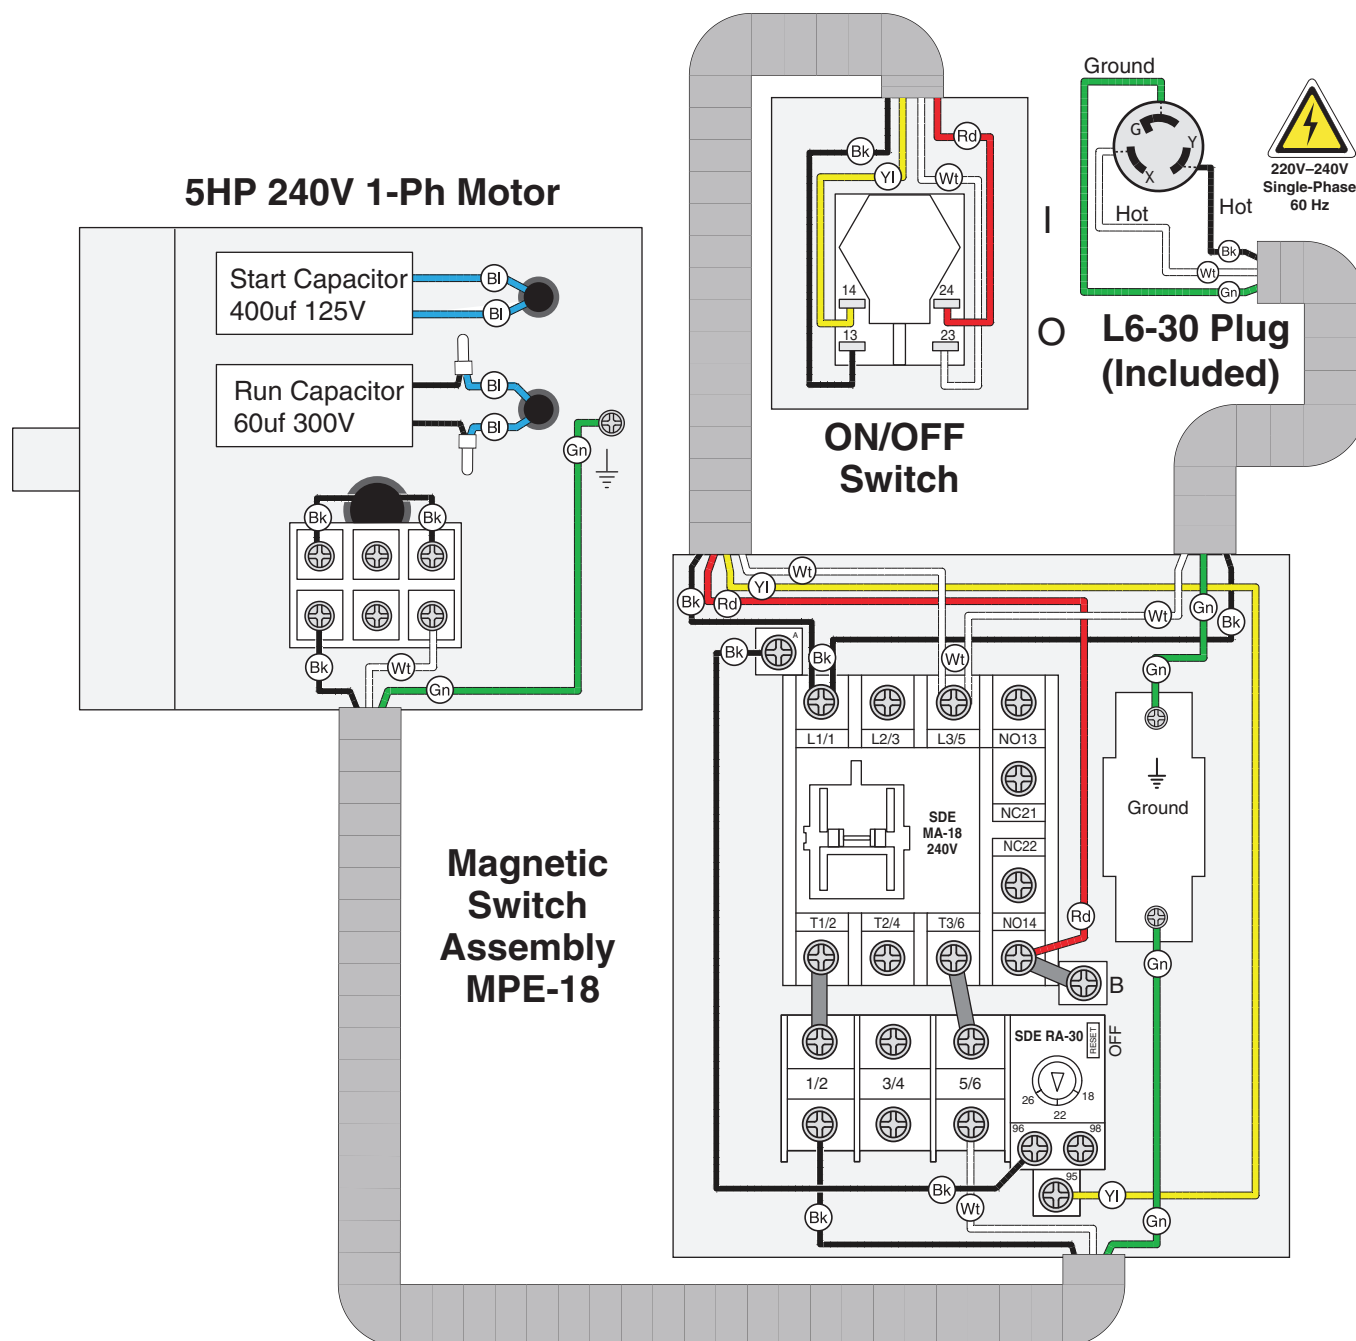 Ground
G
Y
X
Hot
Hot
Bk
Wt
Gn
220V–240V
Single-Phase
60 Hz
L6-30 Plug
(Included)
Bk
Yl
Wt
Rd
14
24
13
23
I
O
ON/OFF
Switch
5HP 240V 1-Ph Motor
Start Capacitor
400uf 125V
Bl
Bl
Run Capacitor
60uf 300V
Bl
Bl
Gn
Bk
Bk
Bk
Wt
Gn
Magnetic
Switch
Assembly
MPE-18
Bk
Rd
Yl
Wt
Wt
Gn
Bk
Bk
A
Bk
Wt
Gn
L1/1
L2/3
L3/5
NO13
NC21
SDE
MA-18
240V
NC22
Ground
T1/2
T2/4
T3/6
NO14
Rd
B
Gn
1/2
3/4
5/6
SDE RA-30
RESET
OFF
26
18
22
96
98
95
Bk
Yl
Wt
Bk
Gn